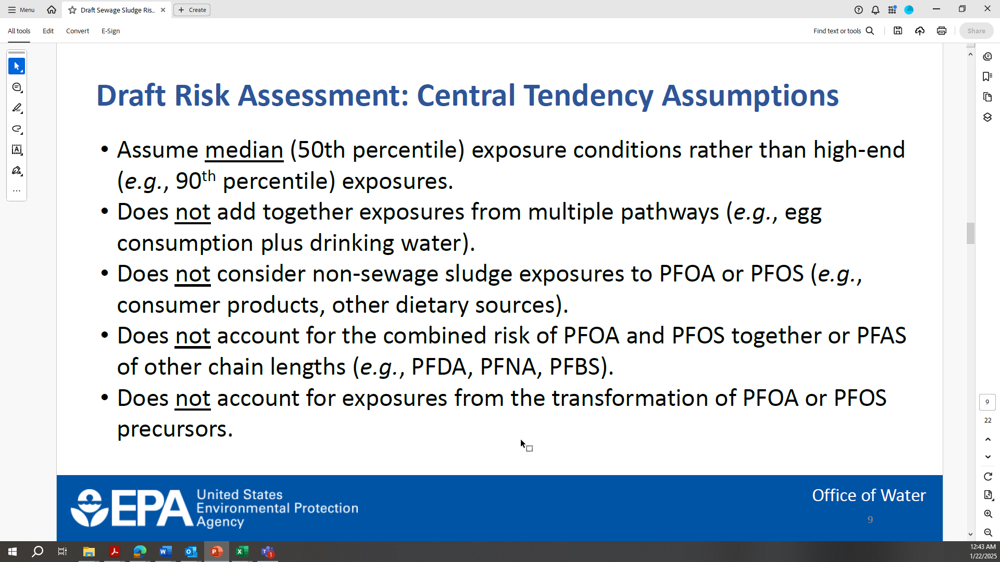 Menu
Draft Sewage Sludge Ris...
Create
All tools
Edit
Convert
E-Sign
Find text or tools
Share
Draft Risk Assessment: Central Tendency Assumptions
• Assume median (50th percentile) exposure conditions rather than high-end
(e.g., 90th percentile) exposures.
• Does not add together exposures from multiple pathways (e.g., egg
consumption plus drinking water).
• Does not consider non-sewage sludge exposures to PFOA or PFOS (e.g.,
consumer products, other dietary sources).
• Does not account for the combined risk of PFOA and PFOS together or PFAS
of other chain lengths (e.g., PFDA, PFNA, PFBS).
• Does not account for exposures from the transformation of PFOA or PFOS
precursors.
9
22
EPA
United States
Environmental Protection
Agency
Office of Water
9
12:43 AM
1/22/2025